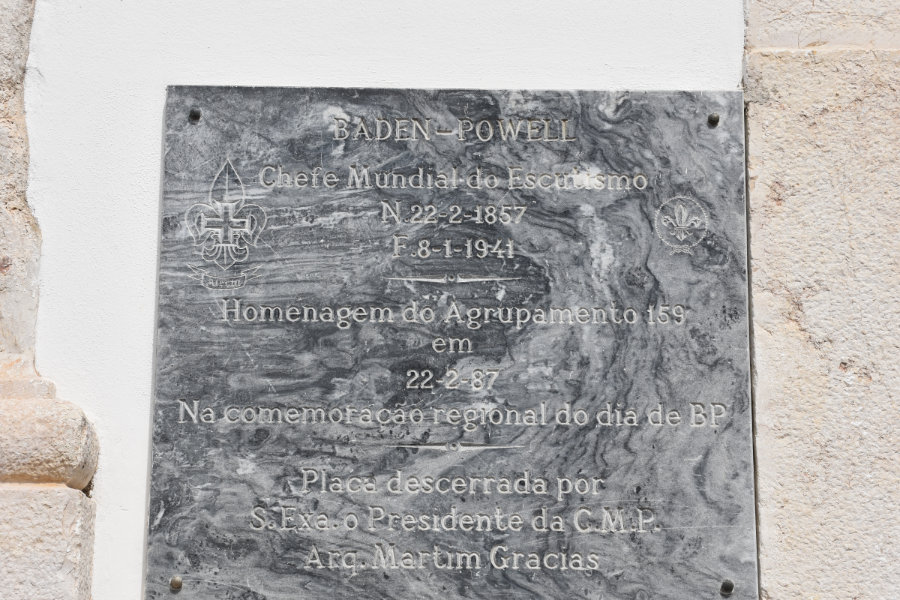 BADEN-POWELL
Chefe Mundial do Escutismo
N.22-2-1857
F.8-1-1941
Homenagem do Agrupamento 159
em
22-2-87
Na comemoração regional do dia de BP
Placa descerrada por
S. Exa. o Presidente da C.M.P.
Arq. Martim Gracias